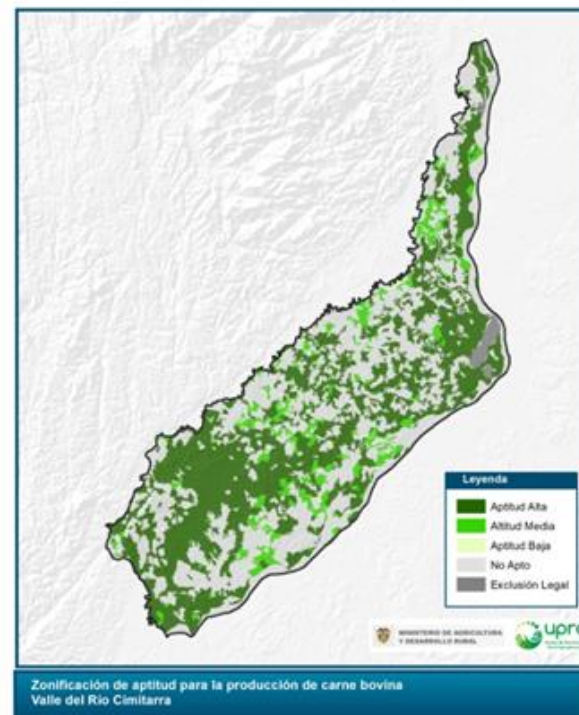 Leyenda
Aptitud Alta
Altitud Media
Aptitud Baja
No Apto
Exclusión Legal
MINISTERIO DE AGRICULTURA
Y DESARROLLO RURAL
upra
Zonificación de aptitud para la producción de carne bovina
Valle del Río Cimitarra